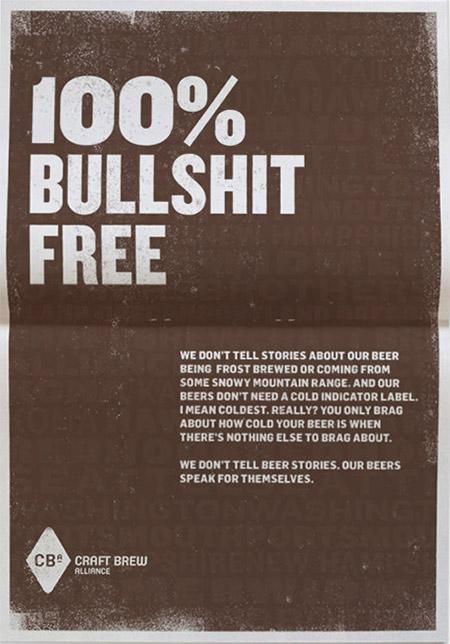 100%
BULLSHIT
FREE
WE DON'T TELL STORIES ABOUT OUR BEER
BEING FROST BREWED OR COMING FROM
SOME SNOWY MOUNTAIN RANGE. AND OUR
BEERS DON'T NEED A COLD INDICATOR LABEL.
I MEAN COLDEST. REALLY? YOU ONLY BRAG
ABOUT HOW COLD YOUR BEER IS WHEN
THERE'S NOTHING ELSE TO BRAG ABOUT.
WE DON'T TELL BEER STORIES. OUR BEERS
SPEAK FOR THEMSELVES.
CBA
CRAFT BREW
ALLIANCE